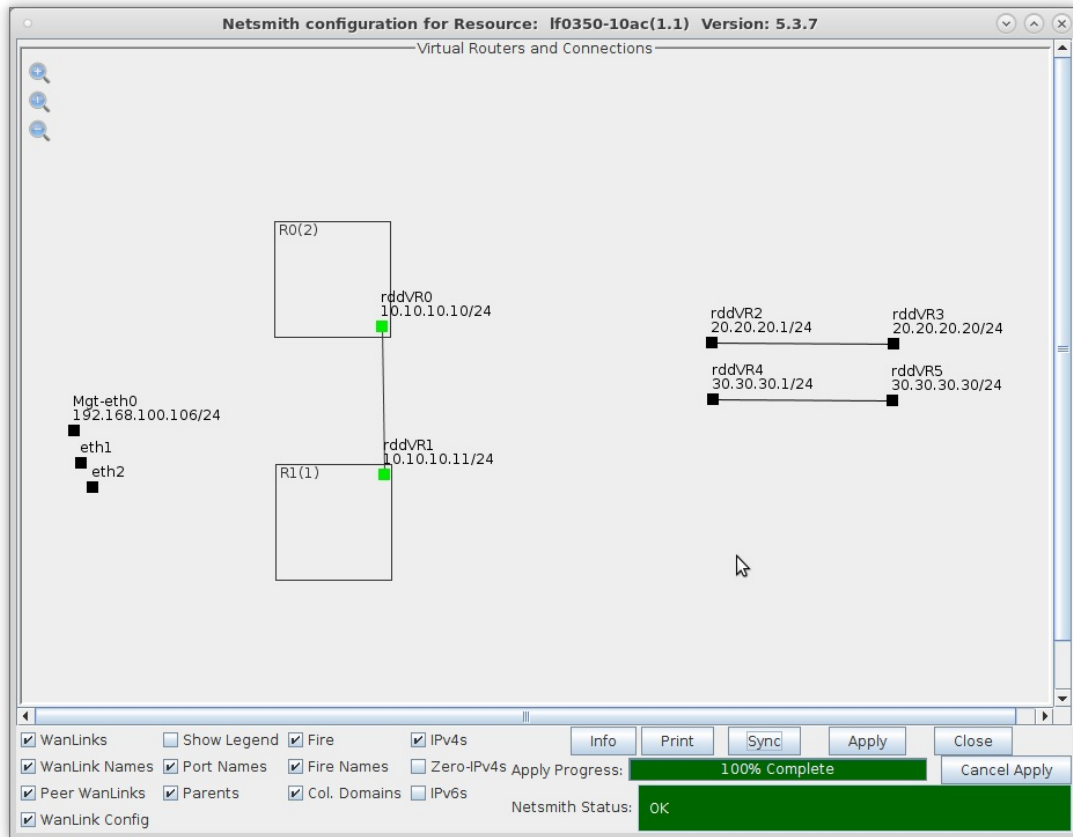 Netsmith configuration for Resource: lf0350-10ac(1.1) Version: 5.3.7
Virtual Routers and Connections
R0(2)
rddVR0
10.10.10.10/24
rddVR2
20.20.20.1/24
rddVR3
20.20.20.20/24
rddVR4
30.30.30.1/24
rddVR5
30.30.30.30/24
Mgt-eth0
192.168.100.106/24
eth1
eth2
rddVR1
10.10.10.11/24
R1(1)
WanLinks Show Legend Fire IPv4s Info Print Sync Apply Close
WanLink Names Port Names Fire Names Zero-IPv4s Apply Progress: 100% Complete Cancel Apply
Peer WanLinks Parents Col. Domains IPv6s Netsmith Status: OK
WanLink Config